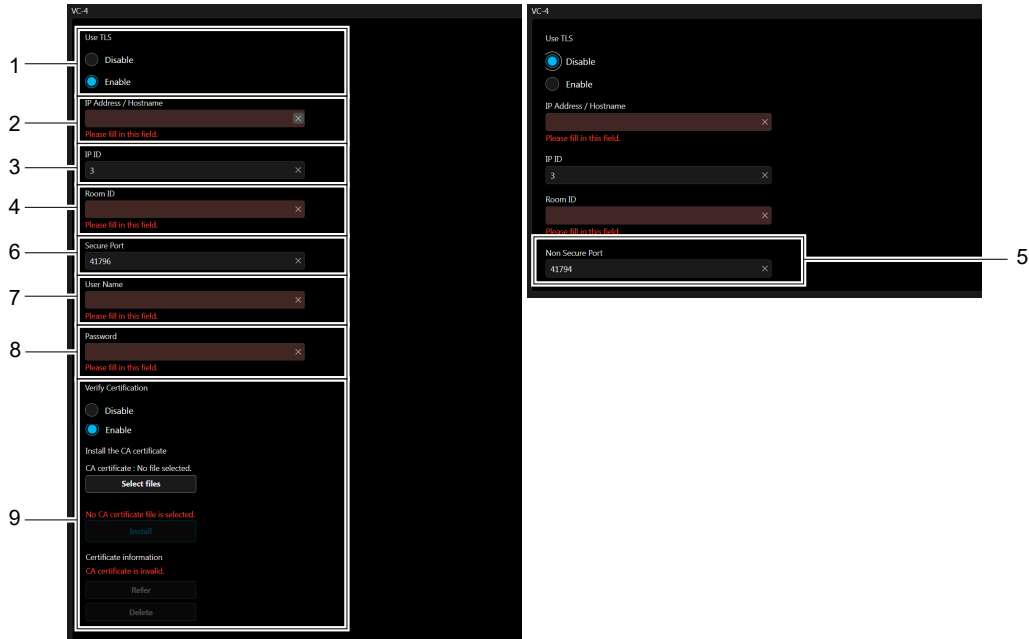 VC-4
Use TLS
Disable
Enable
IP Address / Hostname
Please fill in this field.
IP ID
3
Room ID
Please fill in this field.
Secure Port
41796
User Name
Please fill in this field.
Password
Please fill in this field.
Verify Certification
Disable
Enable
Install the CA certificate
CA certificate : No file selected.
Select files
No CA certificate file is selected.
Install
Certificate information
CA certificate is invalid.
Refer
Delete
1
2
3
4
6
7
8
9
VC-4
Use TLS
Disable
Enable
IP Address / Hostname
Please fill in this field.
IP ID
3
Room ID
Please fill in this field.
Non Secure Port
41794
5